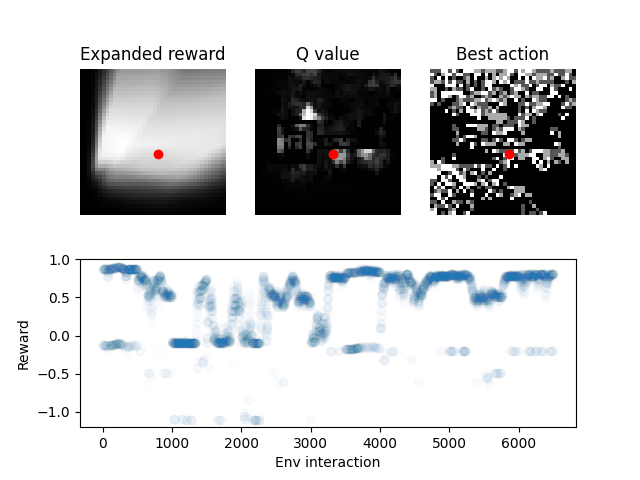 Expanded reward
Q value
Best action
1.0
0.5
0.0
−0.5
−1.0
Reward
0
1000
2000
3000
4000
5000
6000
Env interaction